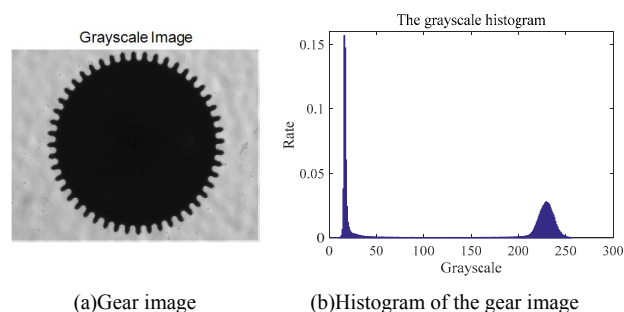 Grayscale Image
The grayscale histogram
0.15
0.1
0.05
0
Rate
0 50 100 150 200 250 300
Grayscale
(a)Gear image
(b)Histogram of the gear image